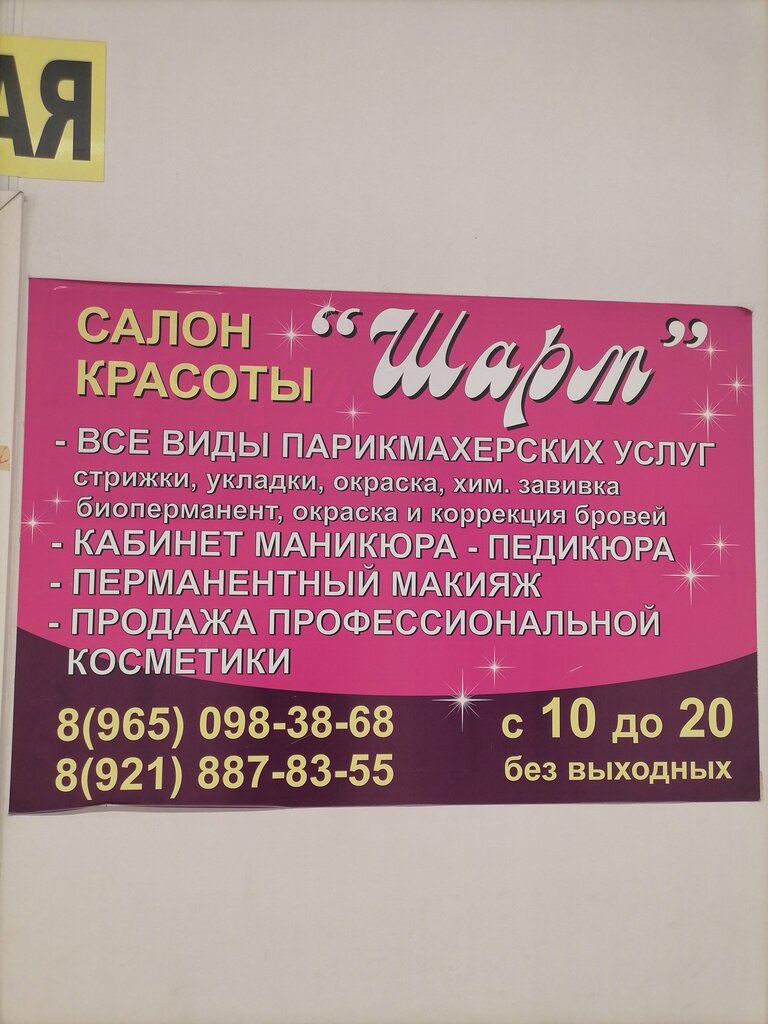 АЯ
САЛОН
КРАСОТЫ
“Шарм”
- ВСЕ ВИДЫ ПАРИКМАХЕРСКИХ УСЛУГ
стрижки, укладки, окраска, хим. завивка
биоперманент, окраска и коррекция бровей
- КАБИНЕТ МАНИКЮРА - ПЕДИКЮРА
- ПЕРМАНЕНТНЫЙ МАКИЯЖ
- ПРОДАЖА ПРОФЕССИОНАЛЬНОЙ
КОСМЕТИКИ
8(965) 098-38-68
8(921) 887-83-55
с 10 до 20
без выходных